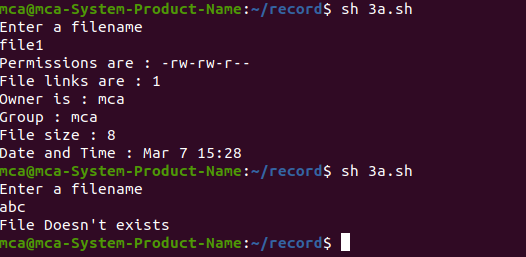 mca@mca-System-Product-Name:~/record$ sh 3a.sh
Enter a filename
file1
Permissions are : -rw-rw-r--
File links are : 1
Owner is : mca
Group : mca
File size : 8
Date and Time : Mar 7 15:28
mca@mca-System-Product-Name:~/record$ sh 3a.sh
Enter a filename
abc
File Doesn't exists
mca@mca-System-Product-Name:~/record$